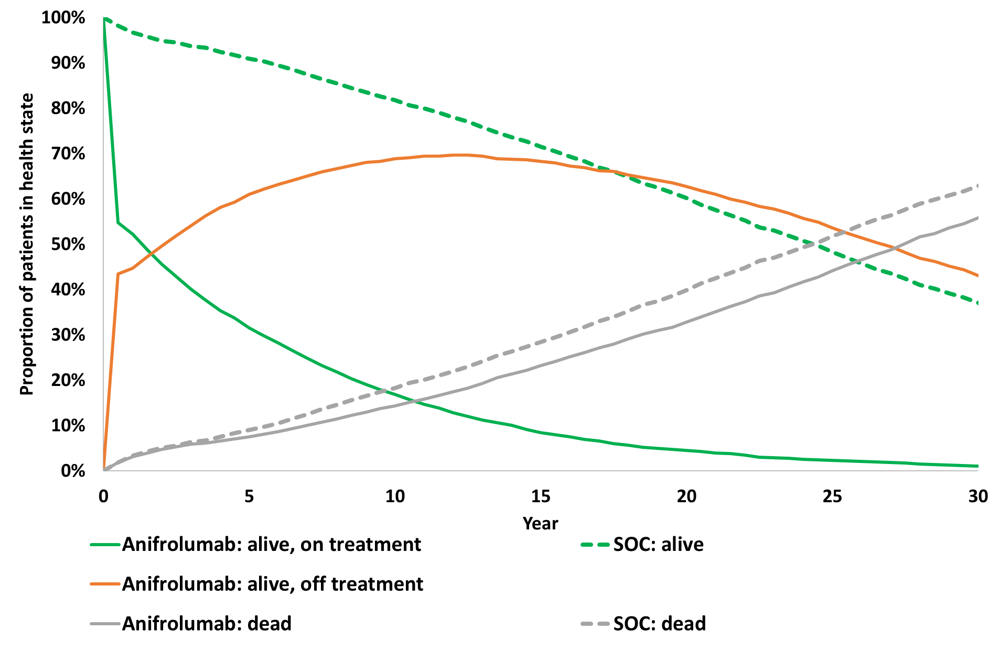 100%
90%
80%
70%
60%
50%
40%
30%
20%
10%
0%
Proportion of patients in health state
0 5 10 15 20 25 30
Year
Anifrolumab: alive, on treatment
SOC: alive
Anifrolumab: alive, off treatment
Anifrolumab: dead
SOC: dead